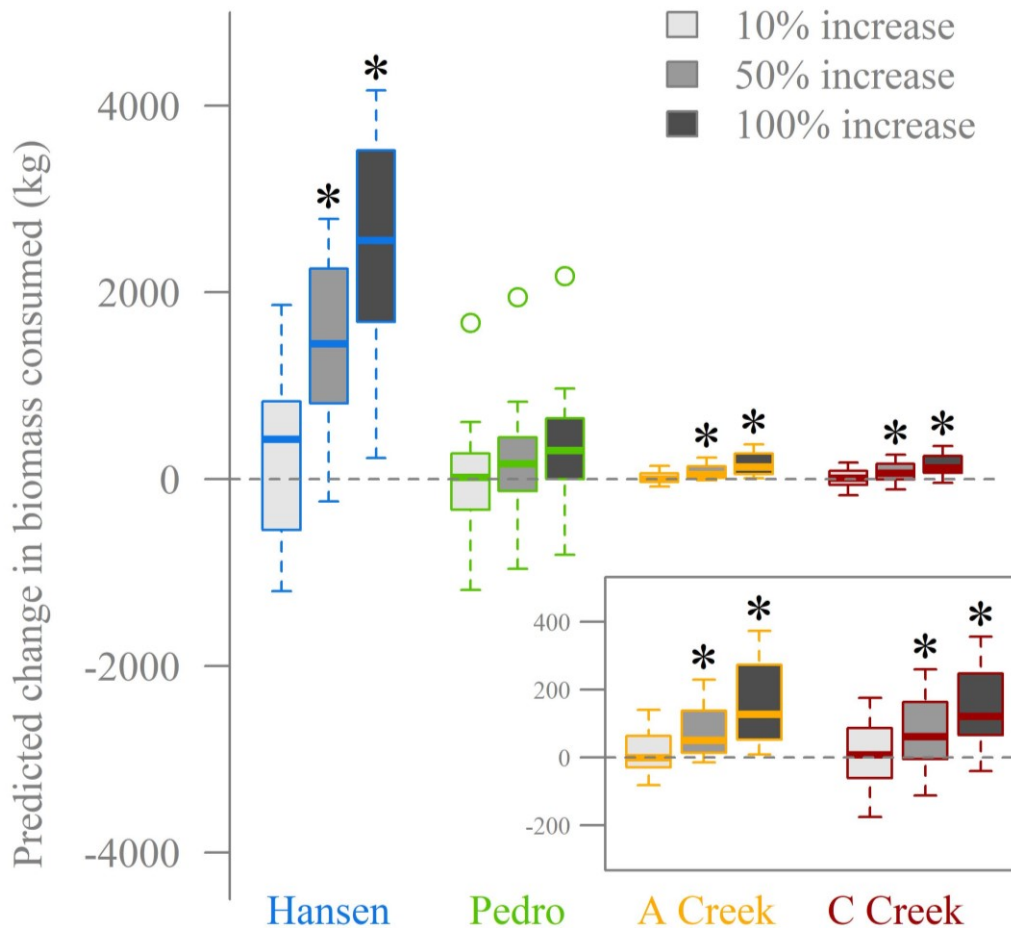 10% increase
50% increase
100% increase
Predicted change in biomass consumed (kg)
4000
2000
0
-2000
-4000
* * * * * *
400
200
0
-200
* * * *
Hansen Pedro A Creek C Creek